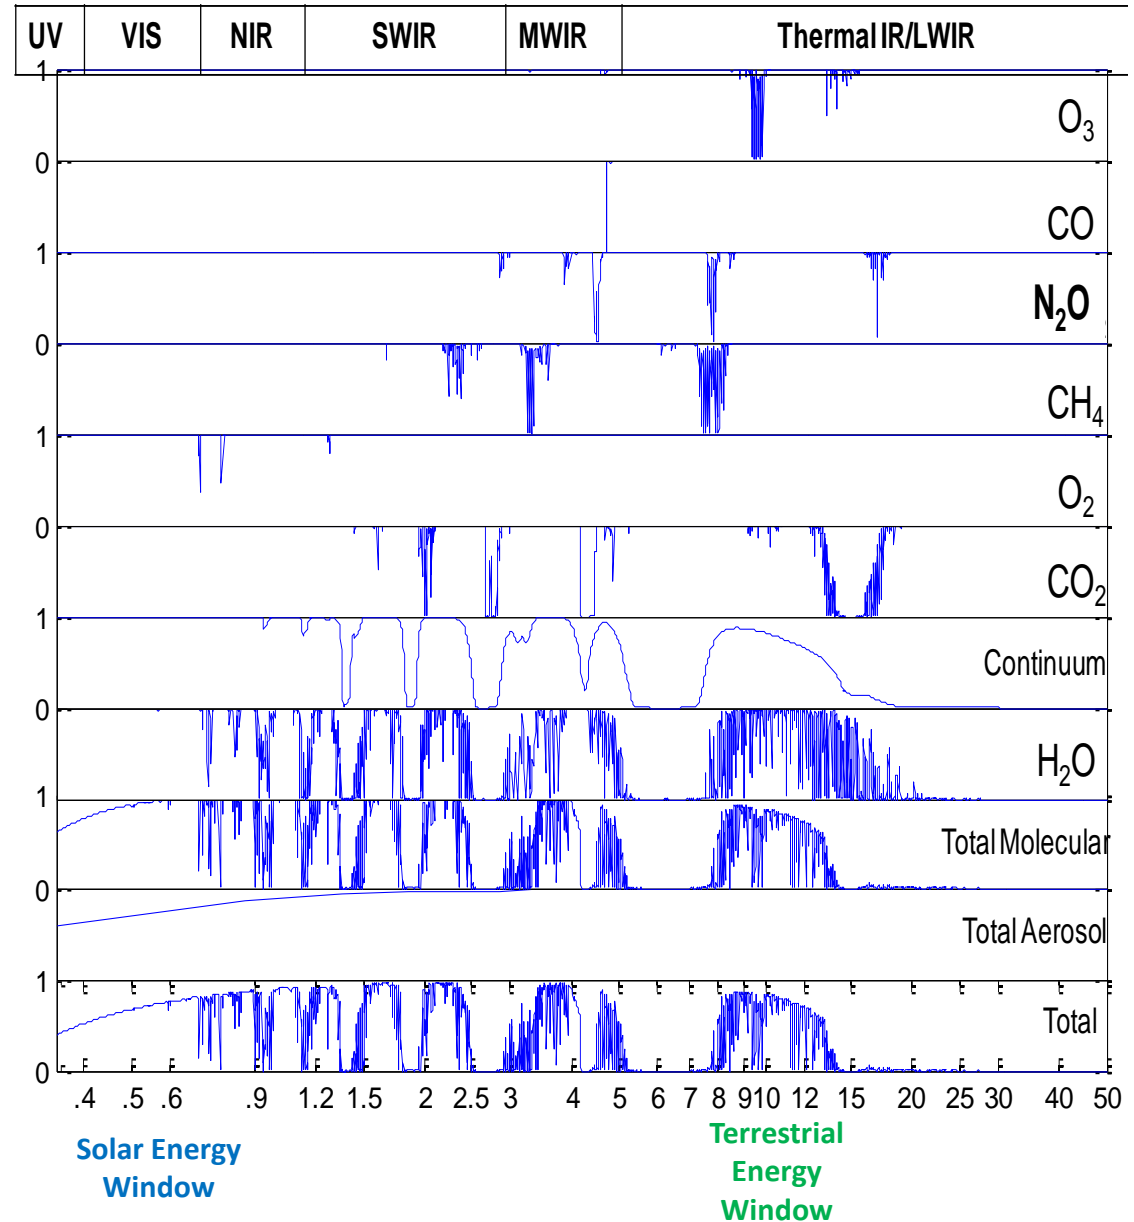 UV VIS NIR SWIR MWIR Thermal IR/LWIR
1
O3
0
CO
1
N2O
0
CH4
1
O2
0
CO2
1
Continuum
0
H2O
1
Total Molecular
0
Total Aerosol
1
Total
0
.4 .5 .6 .9 1.2 1.5 2 2.5 3 4 5 6 7 8 9 10 12 15 20 25 30 40 50
Solar Energy
Window
Terrestrial
Energy
Window